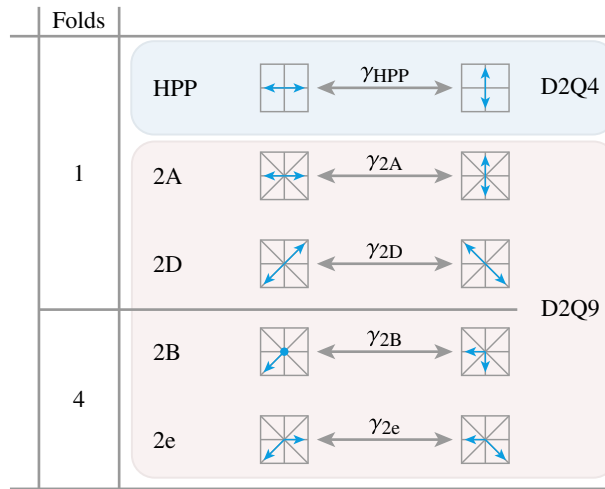 Folds
HPP γHPP D2Q4
1
2A γ2A
2D γ2D
D2Q9
2B γ2B
4
2e γ2e